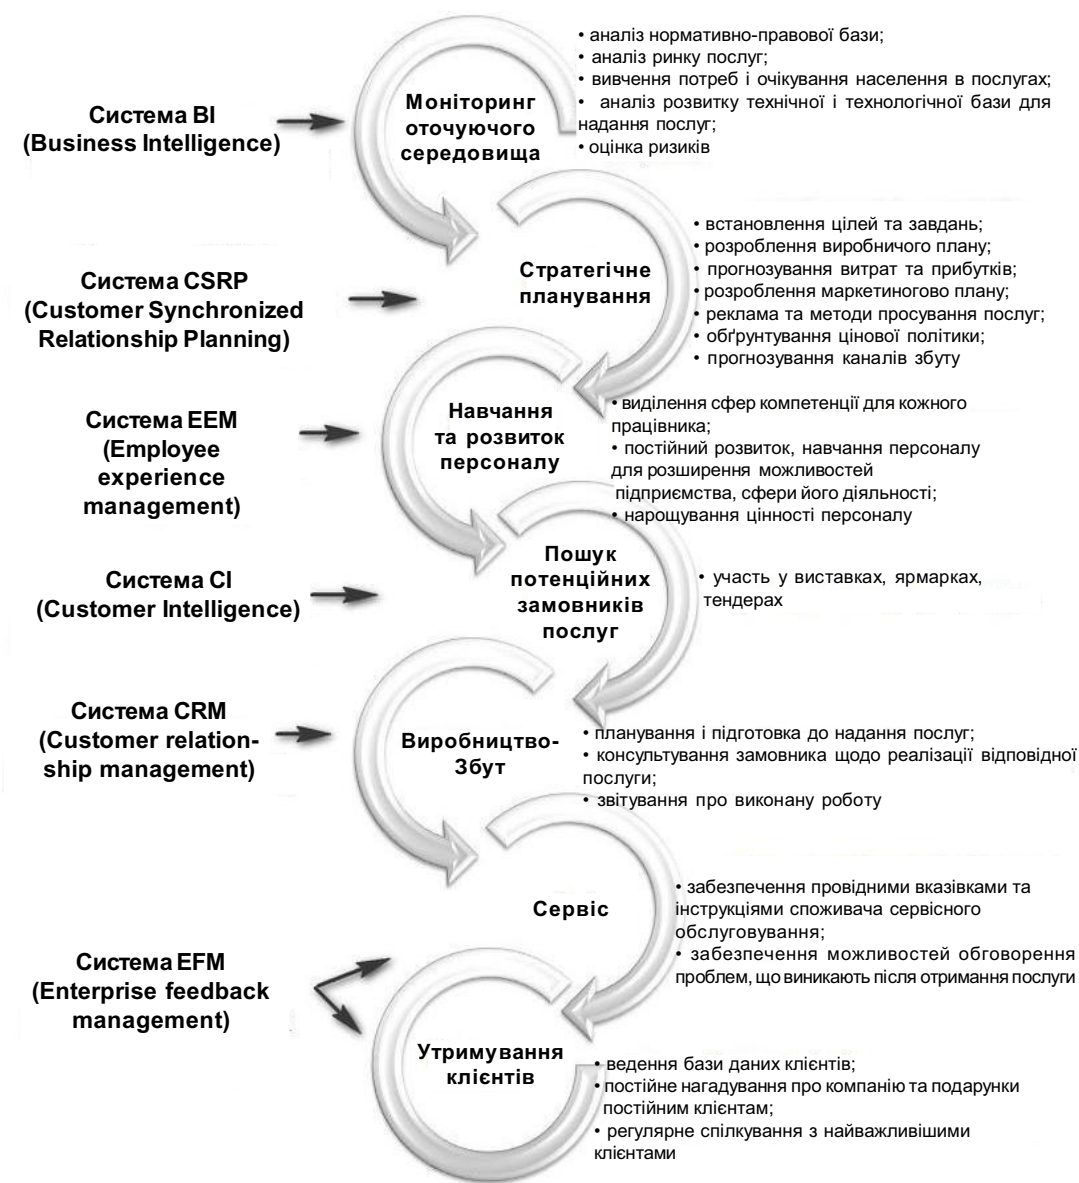 • аналіз нормативно-правової бази;
• аналіз ринку послуг;
• вивчення потреб і очікування населення в послугах;
• аналіз розвитку технічної і технологічної бази для
надання послуг;
• оцінка ризиків
Система BI
(Business Intelligence)
Моніторинг
оточуючого
середовища
• встановлення цілей та завдань;
• розроблення виробничого плану;
• прогнозування витрат та прибутків;
• розроблення маркетингово плану;
• реклама та методи просування послуг;
• обґрунтування цінової політики;
• прогнозування каналів збуту
Система CSRP
(Customer Synchronized
Relationship Planning)
Стратегічне
планування
Система EEM
(Employee
experience
management)
Навчання
та розвиток
персоналу
• виділення сфер компетенції для кожного
працівника;
• постійний розвиток, навчання персоналу
для розширення можливостей
підприємства, сфери його діяльності;
• нарощування цінності персоналу
Система CI
(Customer Intelligence)
Пошук
потенційних
замовників
послуг
• участь у виставках, ярмарках,
тендерах
Система CRM
(Customer relation-
ship management)
Виробництво-
Збут
• планування і підготовка до надання послуг;
• консультування замовника щодо реалізації відповідної
послуги;
• звітування про виконану роботу
Сервіс
• забезпечення провідними вказівками та
інструкціями споживача сервісного
обслуговування;
• забезпечення можливостей обговорення
проблем, що виникають після отримання послуги
Система EFM
(Enterprise feedback
management)
Утримування
клієнтів
• ведення бази даних клієнтів;
• постійне нагадування про компанію та подарунки
постійним клієнтам;
• регулярне спілкування з найважливішими
клієнтами